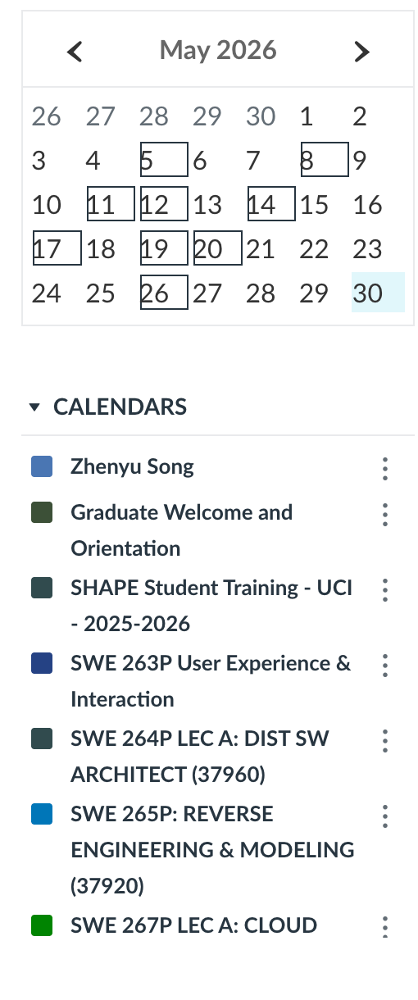 May 2026
26 27 28 29 30 1 2
3 4 5 6 7 8 9
10 11 12 13 14 15 16
17 18 19 20 21 22 23
24 25 26 27 28 29 30
CALENDARS
Zhenyu Song
Graduate Welcome and
Orientation
SHAPE Student Training - UCI
- 2025-2026
SWE 263P User Experience &
Interaction
SWE 264P LEC A: DIST SW
ARCHITECT (37960)
SWE 265P: REVERSE
ENGINEERING & MODELING
(37920)
SWE 267P LEC A: CLOUD